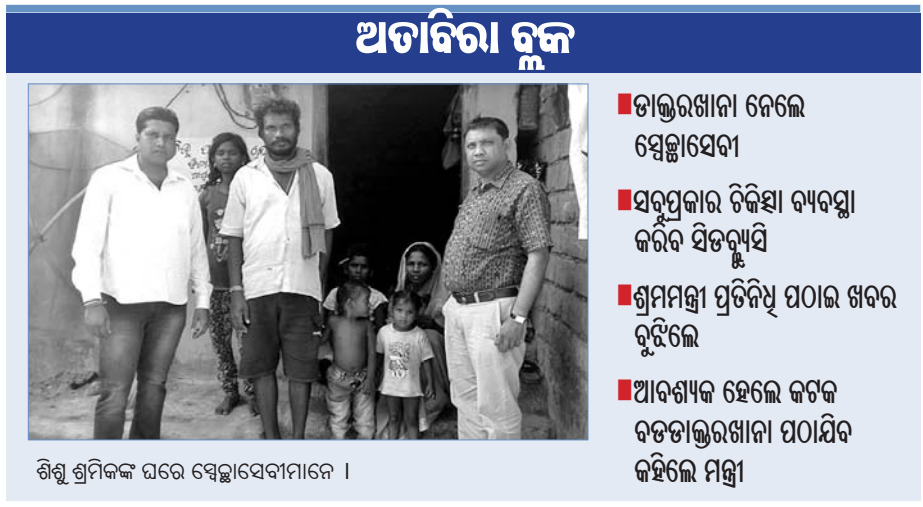 ଅତାବିରା ବ୍ଲକ
ଡାକ୍ତରଖାନା ନେଲେ
ସ୍ବେଚ୍ଛାସେବୀ
ସବୁପ୍ରକାର ଚିକିତ୍ସା ବ୍ୟବସ୍ଥା
କରିବ ସିଡବ୍ଲ୍ୟୁସି
ଶ୍ରମମନ୍ତ୍ରୀ ପ୍ରତିନିଧି ପଠାଇ ଖବର
ବୁଝିଲେ
ଆବଶ୍ୟକ ହେଲେ କଟକ
ବଡଡାକ୍ତରଖାନା ପଠାଯିବ
କହିଲେ ମନ୍ତ୍ରୀ
ଶିଶୁ ଶ୍ରମିକଙ୍କ ଘରେ ସ୍ବେଚ୍ଛାସେବୀମାନେ ।